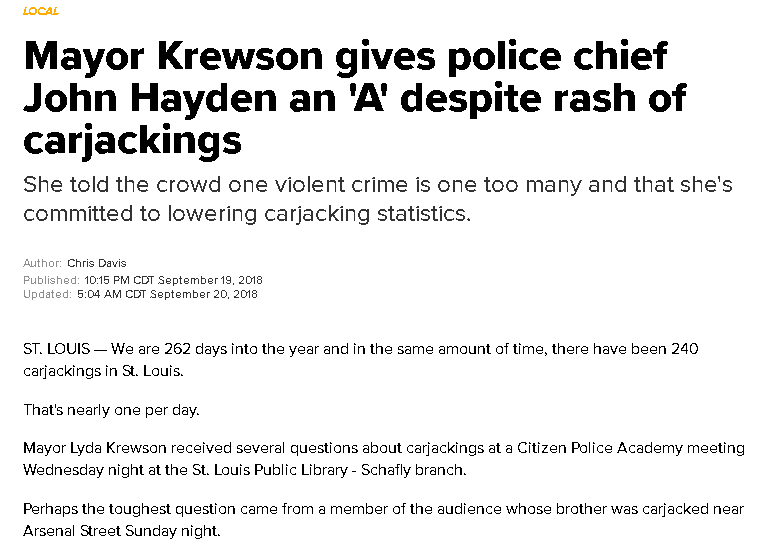 LOCAL
Mayor Krewson gives police chief
John Hayden an 'A' despite rash of
carjackings
She told the crowd one violent crime is one too many and that she's
committed to lowering carjacking statistics.
Author: Chris Davis
Published: 10:15 PM CDT September 19, 2018
Updated: 5:04 AM CDT September 20, 2018
ST. LOUIS — We are 262 days into the year and in the same amount of time, there have been 240
carjackings in St. Louis.
That's nearly one per day.
Mayor Lyda Krewson received several questions about carjackings at a Citizen Police Academy meeting
Wednesday night at the St. Louis Public Library - Schafly branch.
Perhaps the toughest question came from a member of the audience whose brother was carjacked near
Arsenal Street Sunday night.